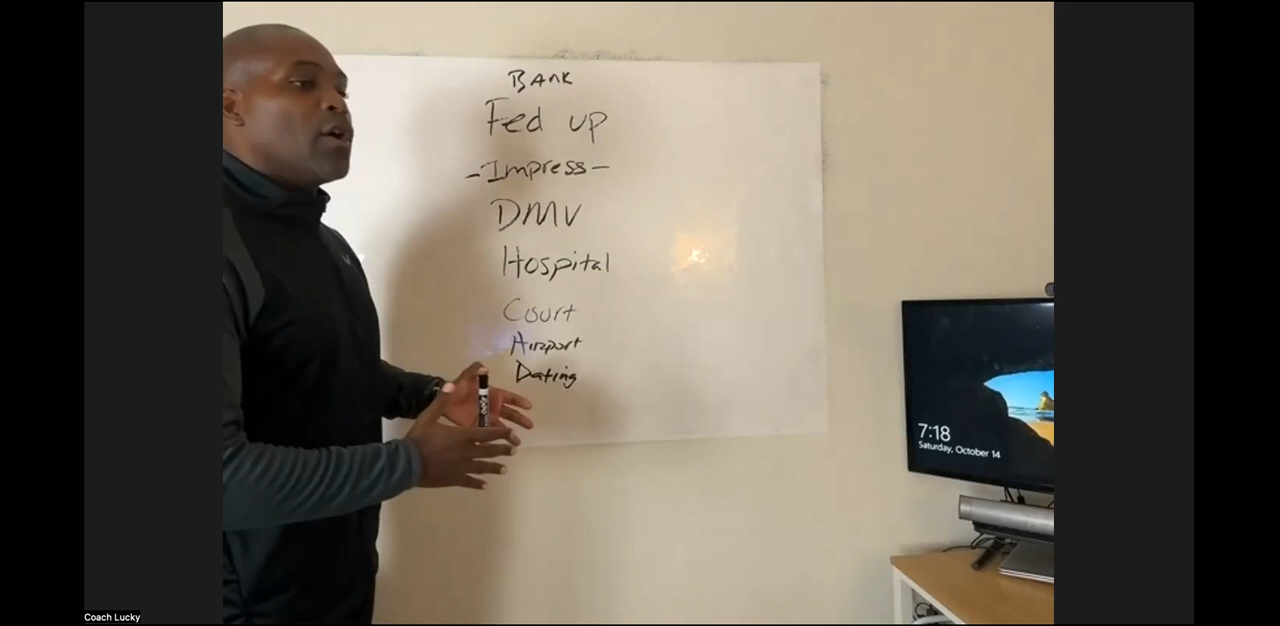 BANK
Fed up
-Impress-
DMV
Hospital
Court
Airport
Dating
7:18
Saturday, October 14
Coach Lucky